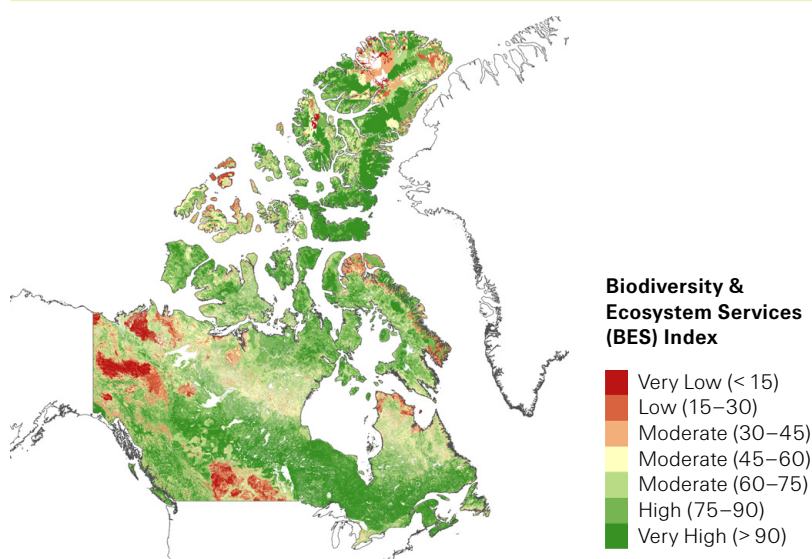 Biodiversity &
Ecosystem Services
(BES) Index
Very Low (< 15)
Low (15–30)
Moderate (30–45)
Moderate (45–60)
Moderate (60–75)
High (75–90)
Very High (> 90)